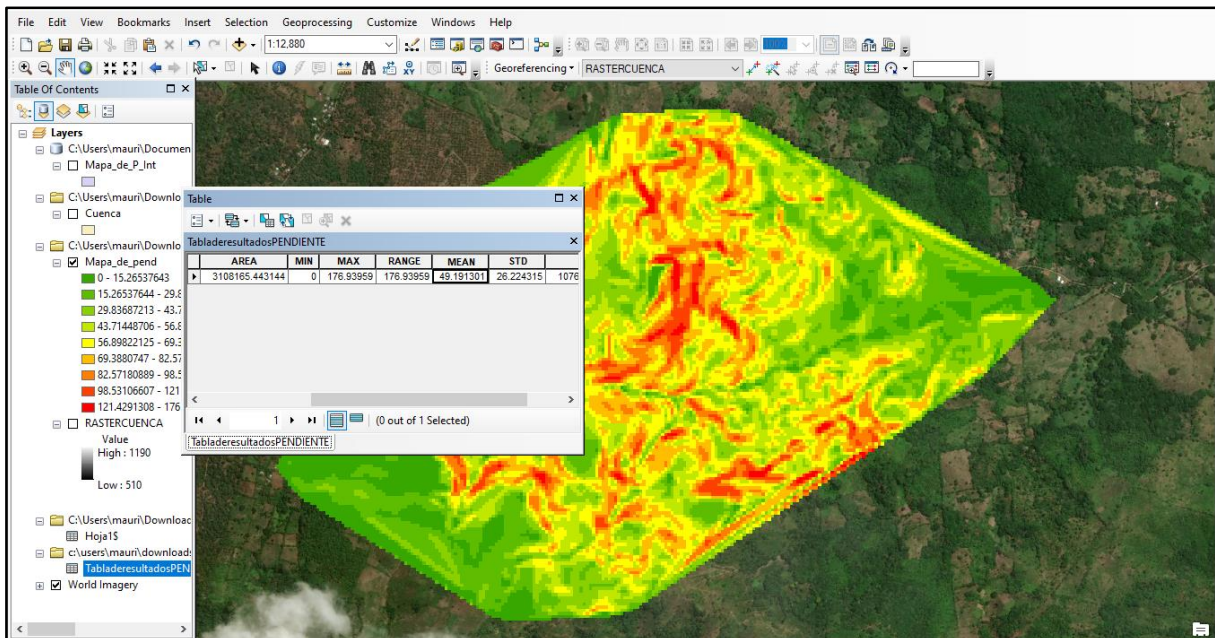 File Edit View Bookmarks Insert Selection Geoprocessing Customize Windows Help
1:12,880
Georeferencing RASTERCUENCA
Table Of Contents
Layers
C:\Users\mauri\Documen
Mapa_de_P_Int
C:\Users\mauri\Downlo
Cuenca
C:\Users\mauri\Downlo
Mapa_de_pend
0 - 15.26537643
15.26537644 - 29.8
29.83687213 - 43.7
43.71448706 - 56.8
56.89822125 - 69.3
69.3880747 - 82.57
82.57180889 - 98.5
98.53106607 - 121
121.4291308 - 176
RASTERCUENCA
Value
High : 1190
Low : 510
C:\Users\mauri\Downloac
Hoja1$
c:\users\mauri\download:
TabladeresultadosPEN
World Imagery
Table
TabladeresultadosPENDIENTE
AREA MIN MAX RANGE MEAN STD
3108165.443144 0 176.93959 176.93959 49.191301 26.224315 1076
1 (0 out of 1 Selected)
TabladeresultadosPENDIENTE